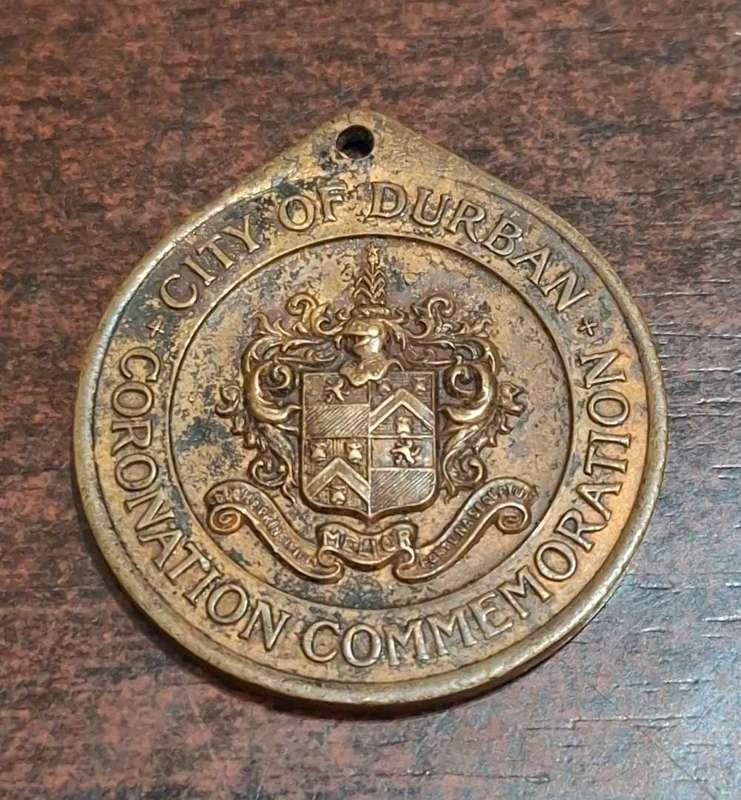 CITY OF DURBAN
CORONATION COMMEMORATION
MELIOR